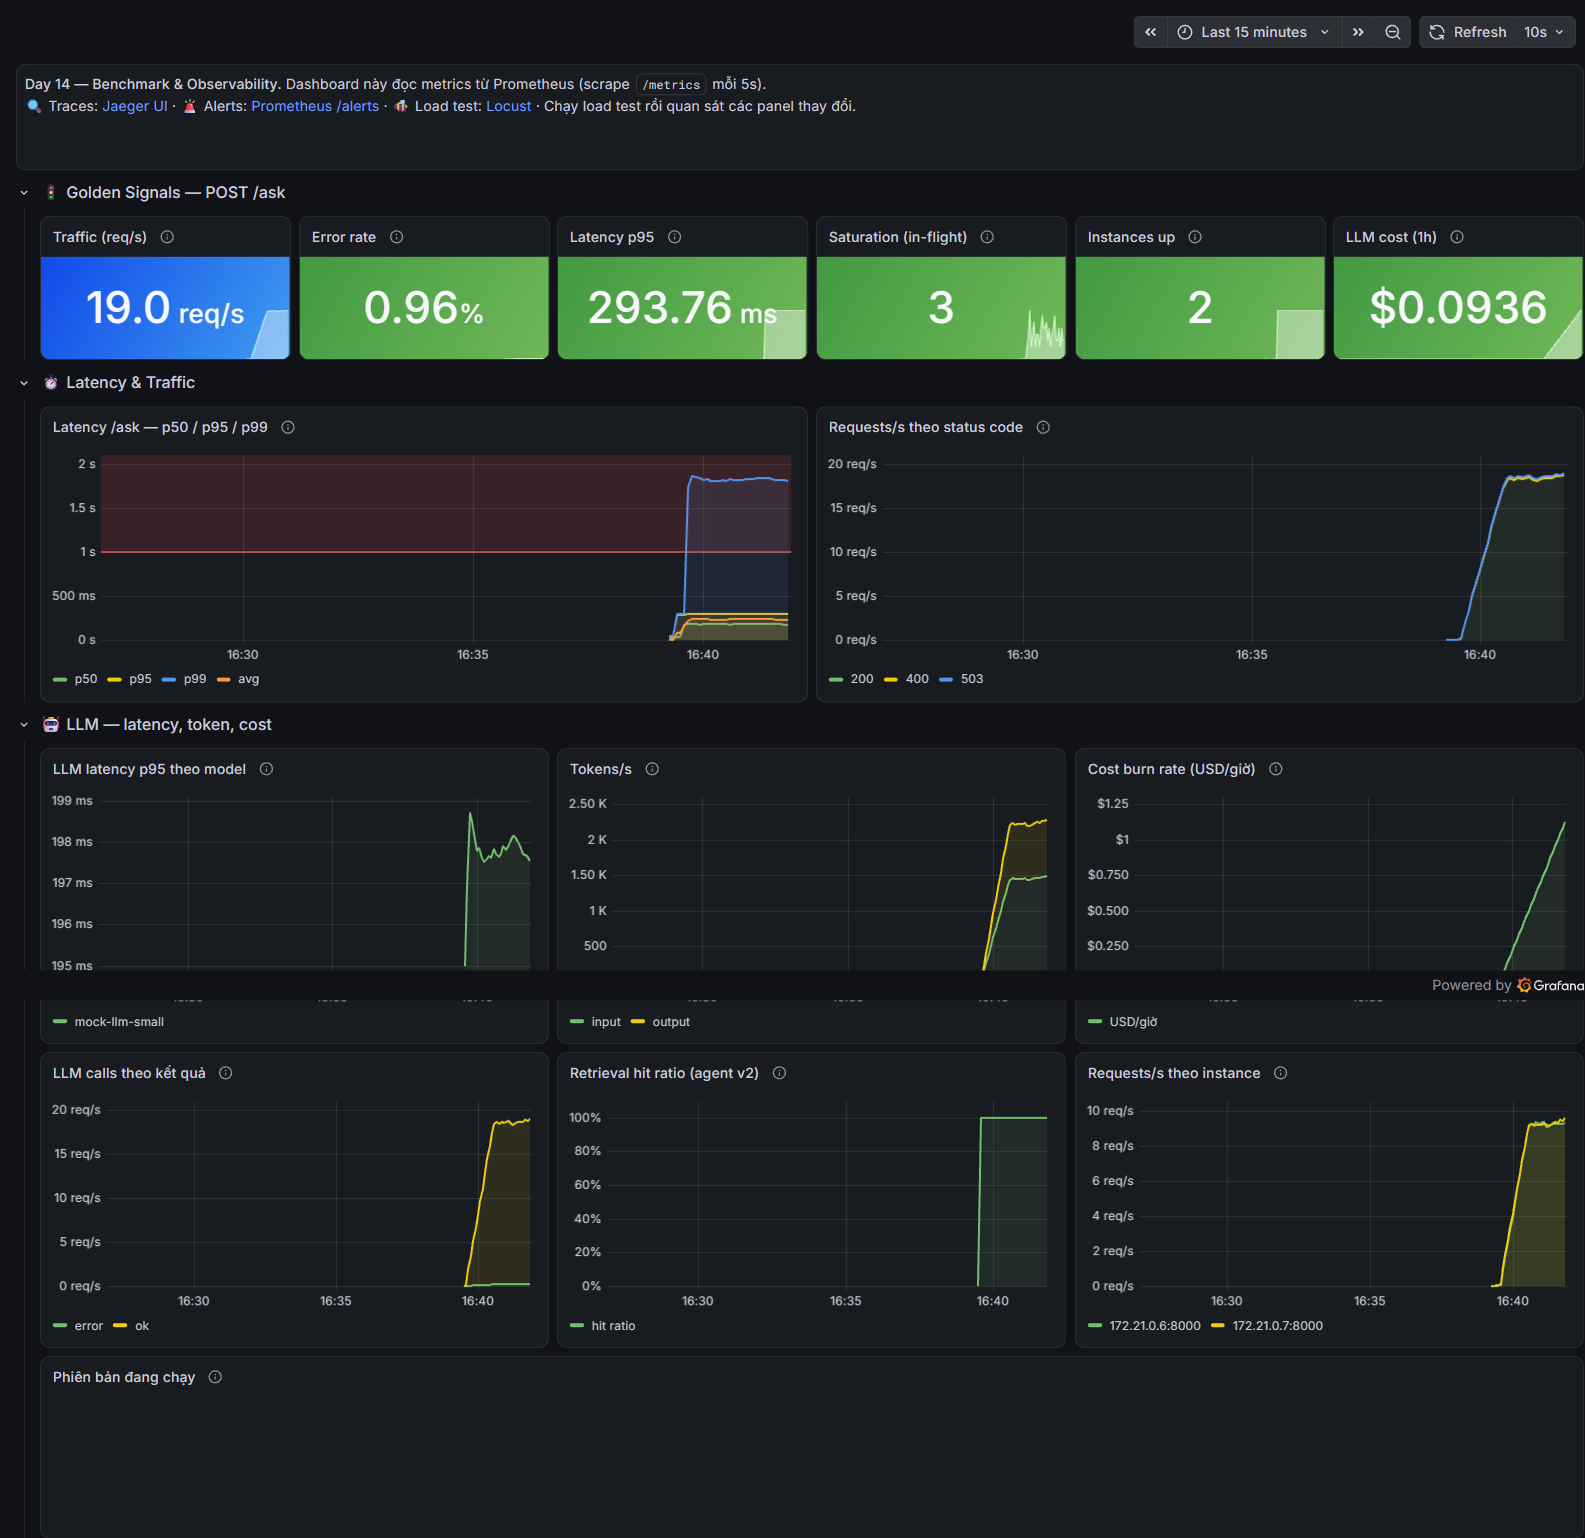 Last 15 minutes
Refresh 10s
Day 14 — Benchmark & Observability. Dashboard này đọc metrics từ Prometheus (scrape /metrics mỗi 5s).
Traces: Jaeger UI · Alerts: Prometheus /alerts · Load test: Locust · Chạy load test rồi quan sát các panel thay đổi.
Golden Signals — POST /ask
Traffic (req/s)
19.0 req/s
Error rate
0.96%
Latency p95
293.76 ms
Saturation (in-flight)
3
Instances up
2
LLM cost (1h)
$0.0936
Latency & Traffic
Latency /ask — p50 / p95 / p99
2 s
1.5 s
1 s
500 ms
0 s
16:30 16:35 16:40
p50 p95 p99 avg
Requests/s theo status code
20 req/s
15 req/s
10 req/s
5 req/s
0 req/s
16:30 16:35 16:40
200 400 503
LLM — latency, token, cost
LLM latency p95 theo model
199 ms
198 ms
197 ms
196 ms
195 ms
mock-llm-small
Tokens/s
2.50 K
2 K
1.50 K
1 K
500
input output
Cost burn rate (USD/giờ)
$1.25
$1
$0.750
$0.500
$0.250
Powered by Grafana
USD/giờ
LLM calls theo kết quả
20 req/s
15 req/s
10 req/s
5 req/s
0 req/s
16:30 16:35 16:40
error ok
Retrieval hit ratio (agent v2)
100%
80%
60%
40%
20%
0%
16:30 16:35 16:40
hit ratio
Requests/s theo instance
10 req/s
8 req/s
6 req/s
4 req/s
2 req/s
0 req/s
16:30 16:35 16:40
172.21.0.6:8000 172.21.0.7:8000
Phiên bản đang chạy